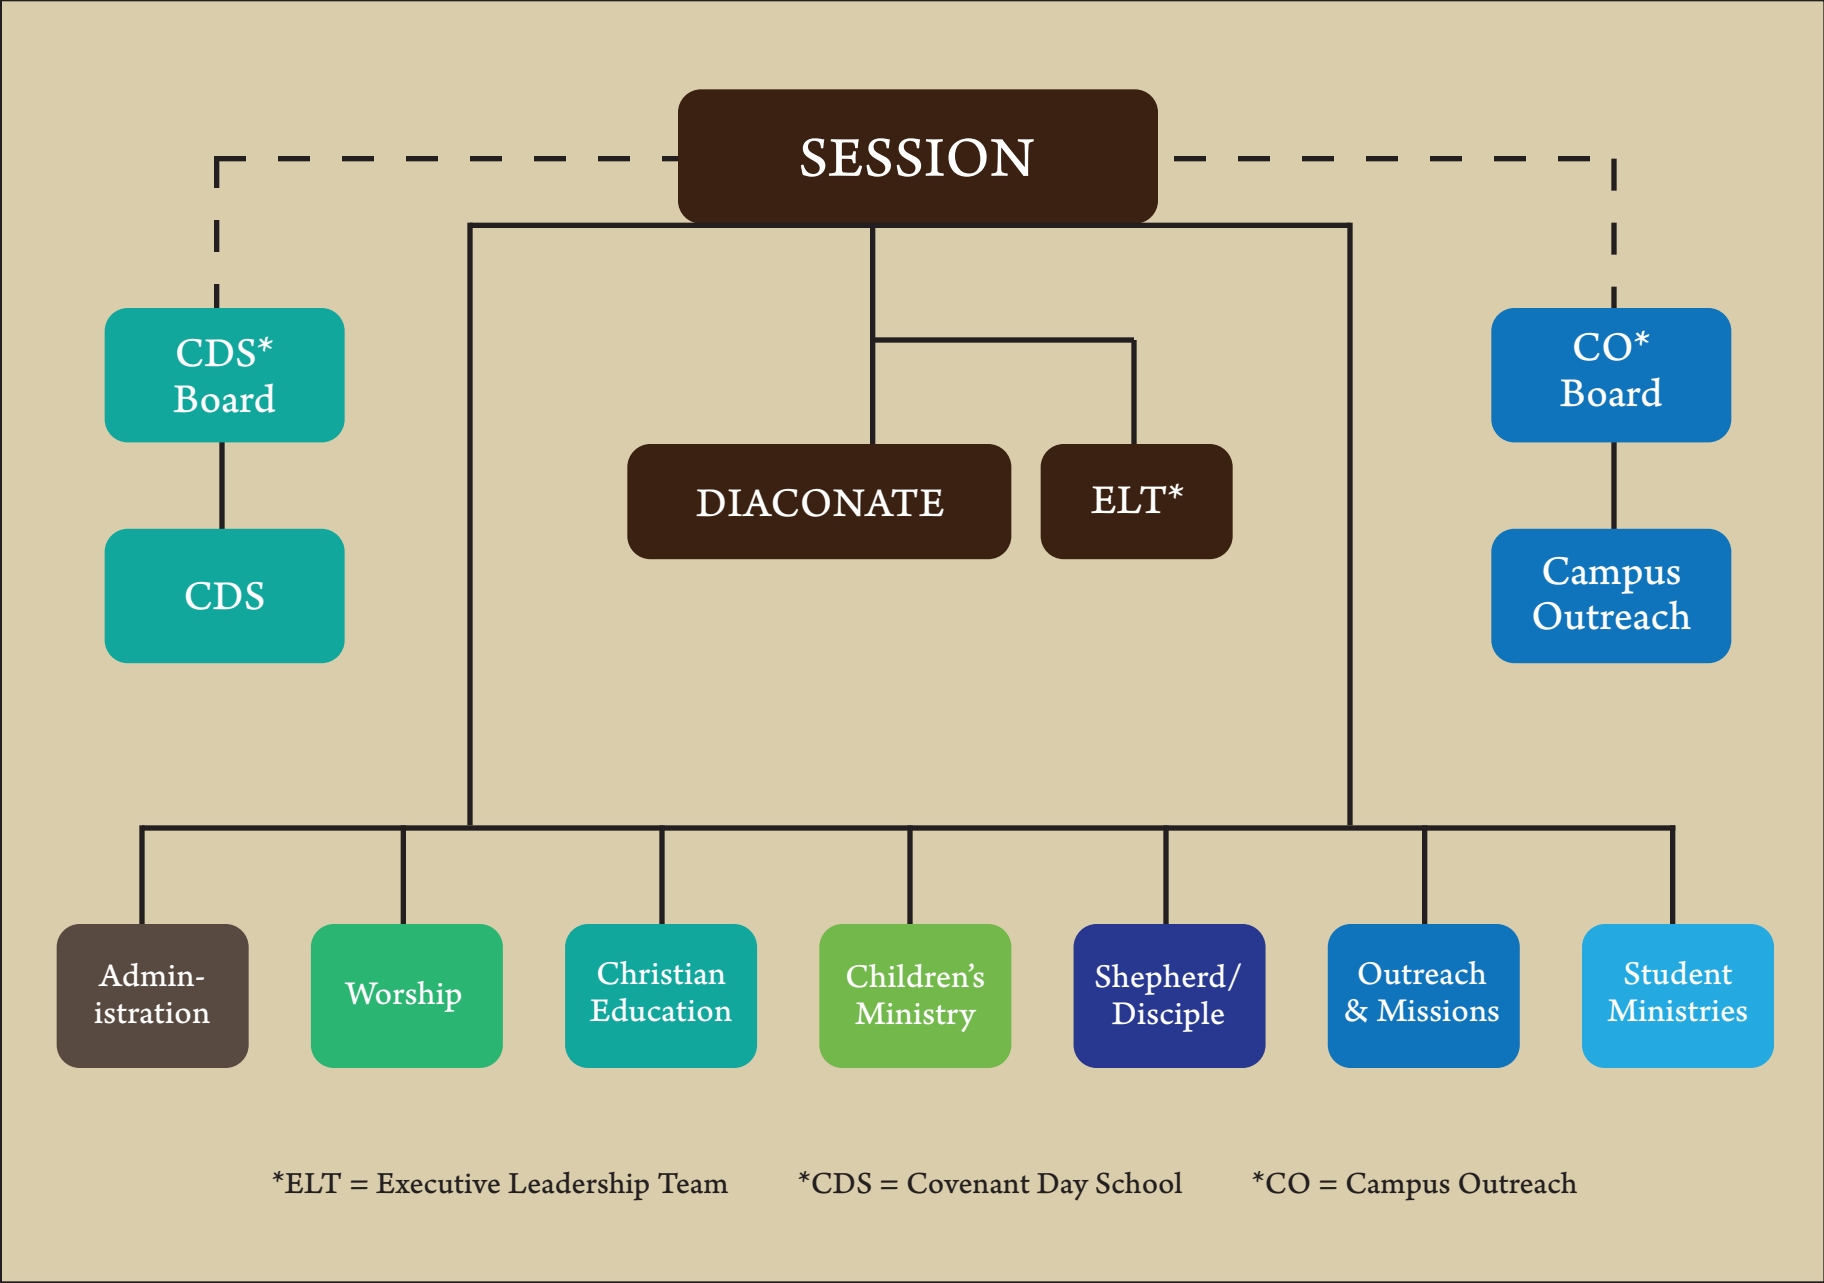 SESSION
CDS*
Board
CO*
Board
DIACONATE
ELT*
CDS
Campus
Outreach
Admin-
istration
Worship
Christian
Education
Children’s
Ministry
Shepherd/
Disciple
Outreach
& Missions
Student
Ministries
*ELT = Executive Leadership Team
*CDS = Covenant Day School
*CO = Campus Outreach